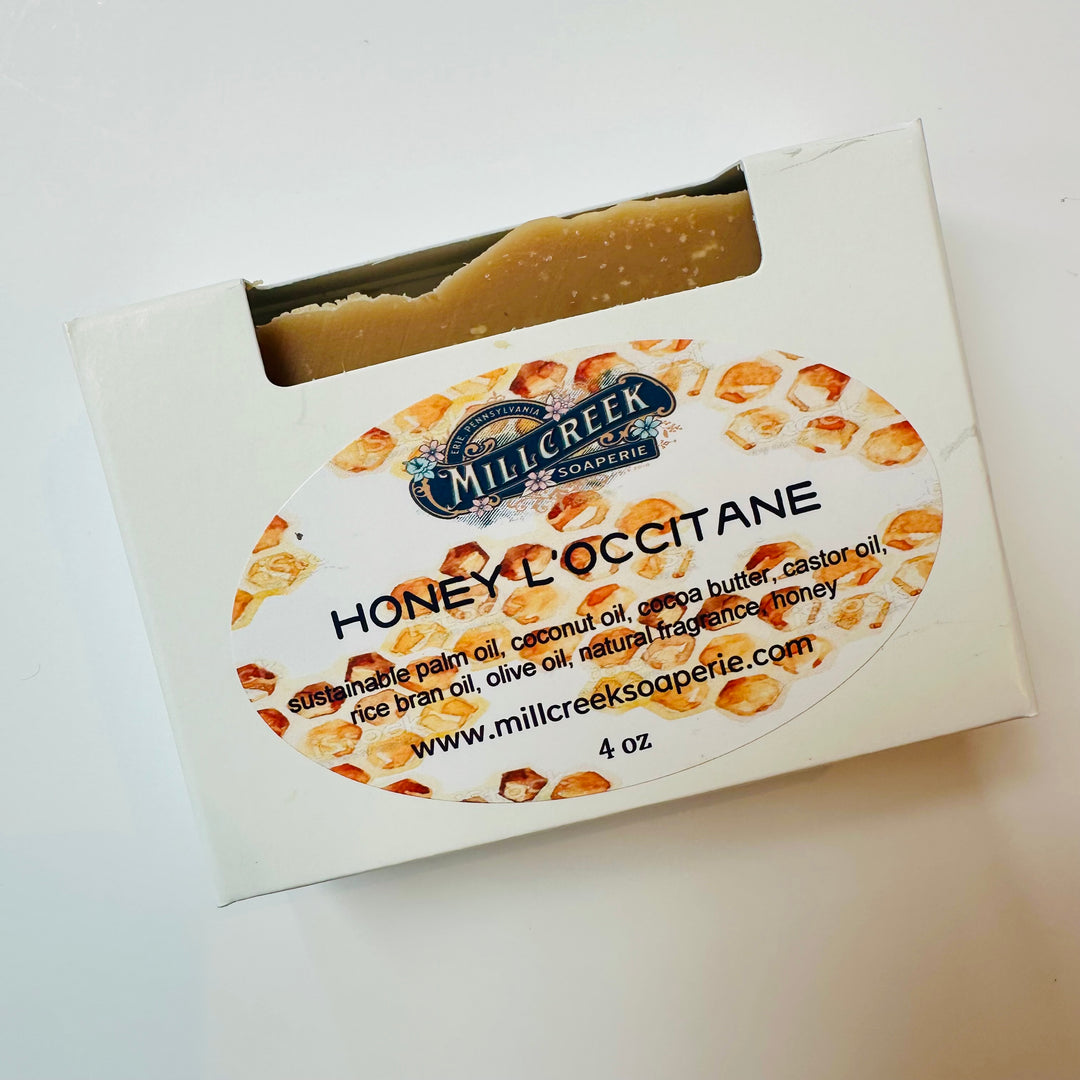 ERIE, PENNSYLVANIA
MILLCREEK
SOAPERIE
HONEY L'OCCITANE
sustainable palm oil, coconut oil, cocoa butter, castor oil,
rice bran oil, olive oil, natural fragrance, honey
www.millcreeksoaperie.com
4 oz